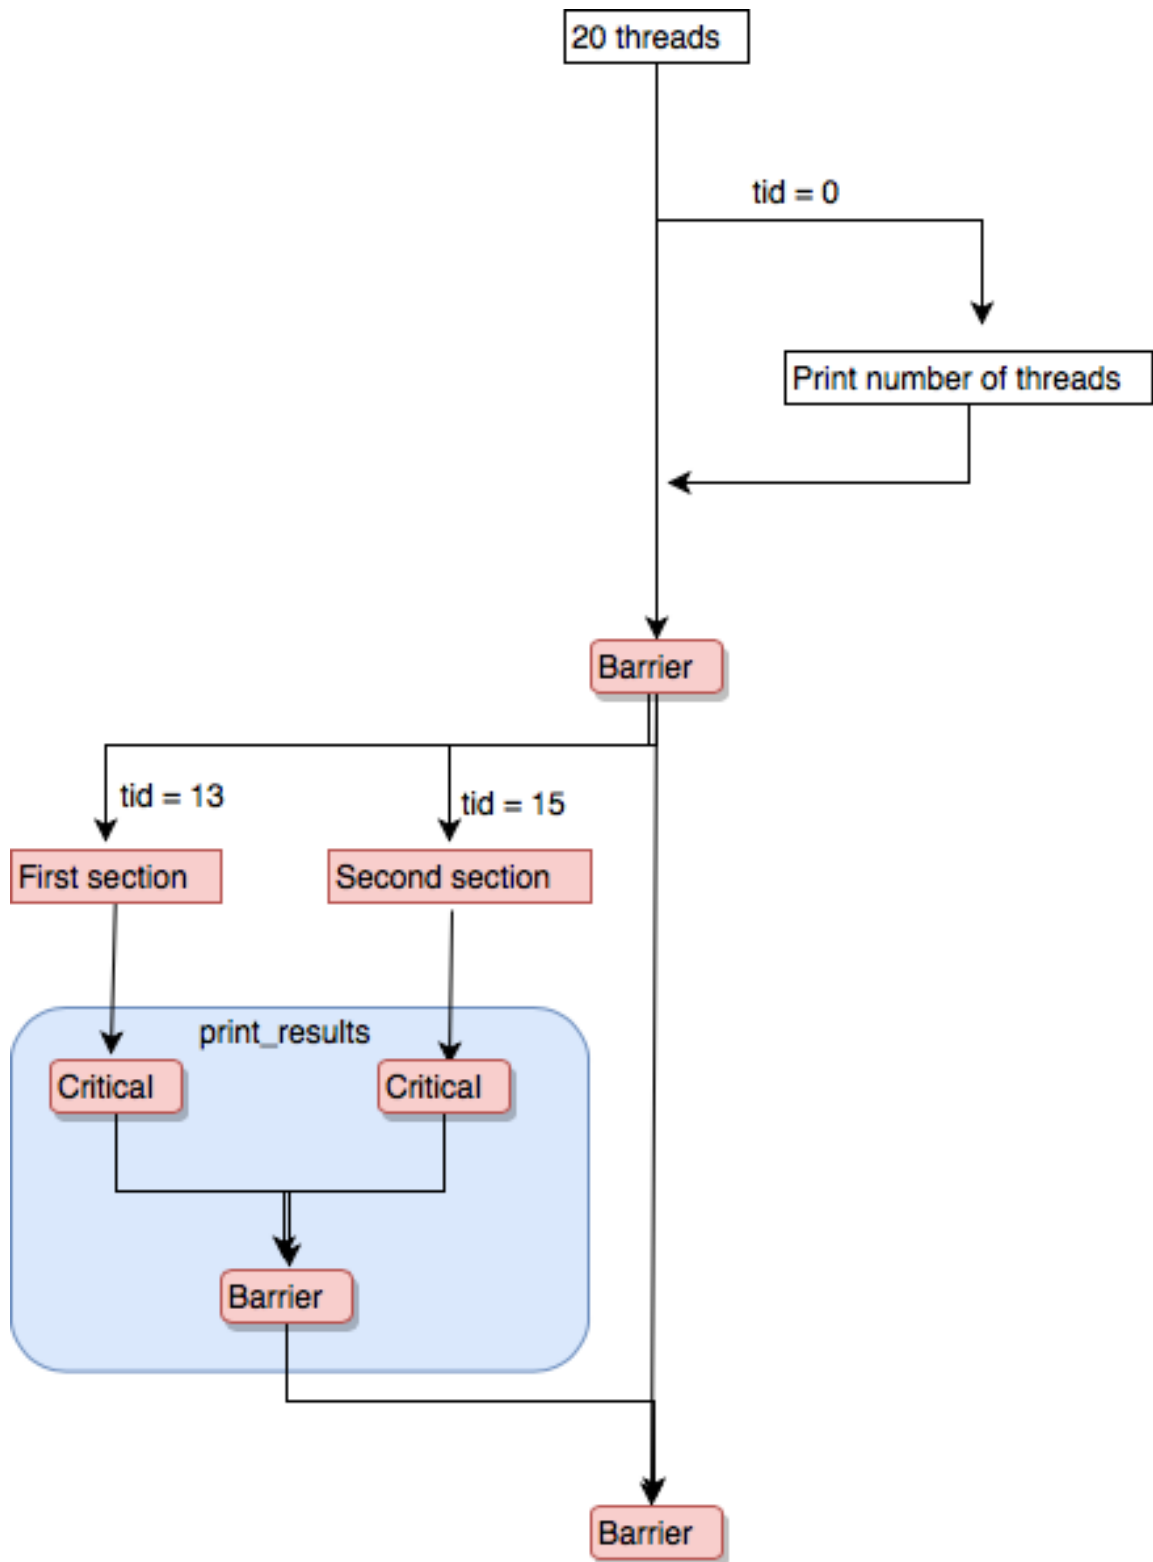 20 threads
tid = 0
Print number of threads
Barrier
tid = 13
tid = 15
First section
Second section
print_results
Critical
Critical
Barrier
Barrier